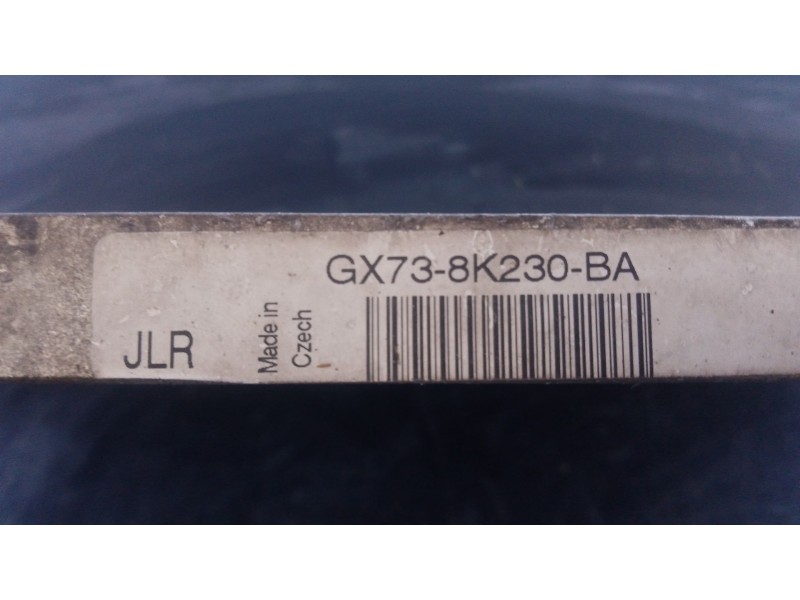 GX73-8K230-BA
JLR
Made in
Czech